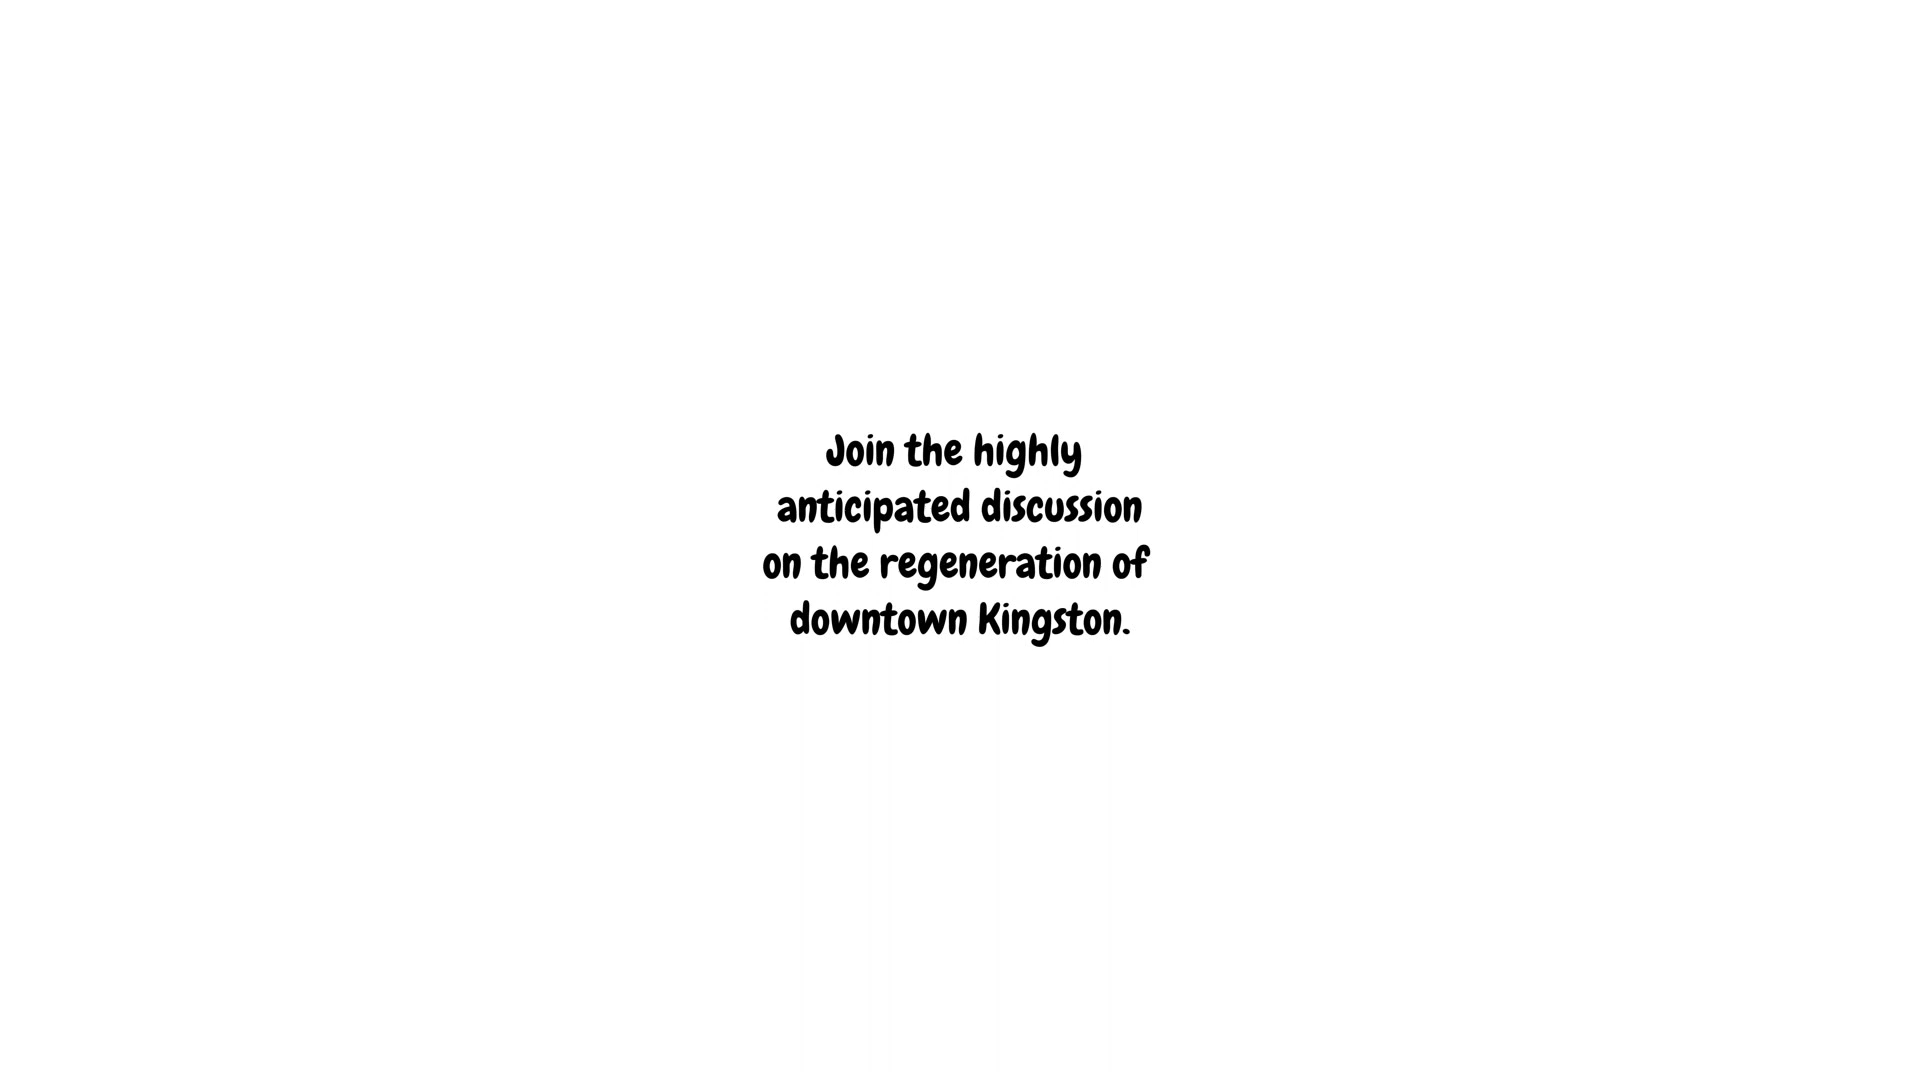 Join the highly
anticipated discussion
on the regeneration of
downtown Kingston.